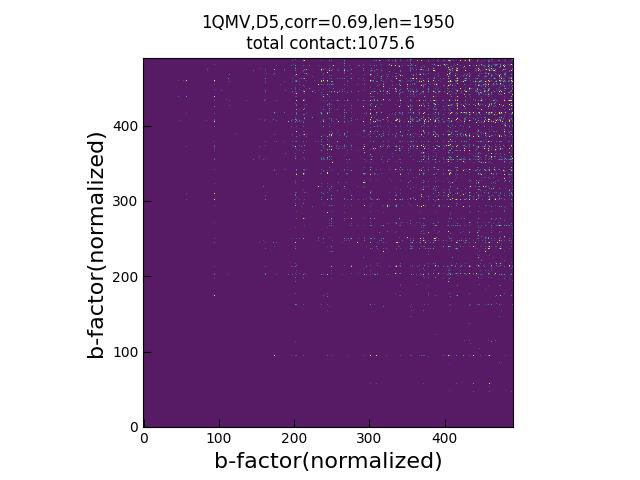 1QMV,D5,corr=0.69,len=1950
total contact:1075.6
b-factor(normalized)
400
300
200
100
0
0 100 200 300 400
b-factor(normalized)